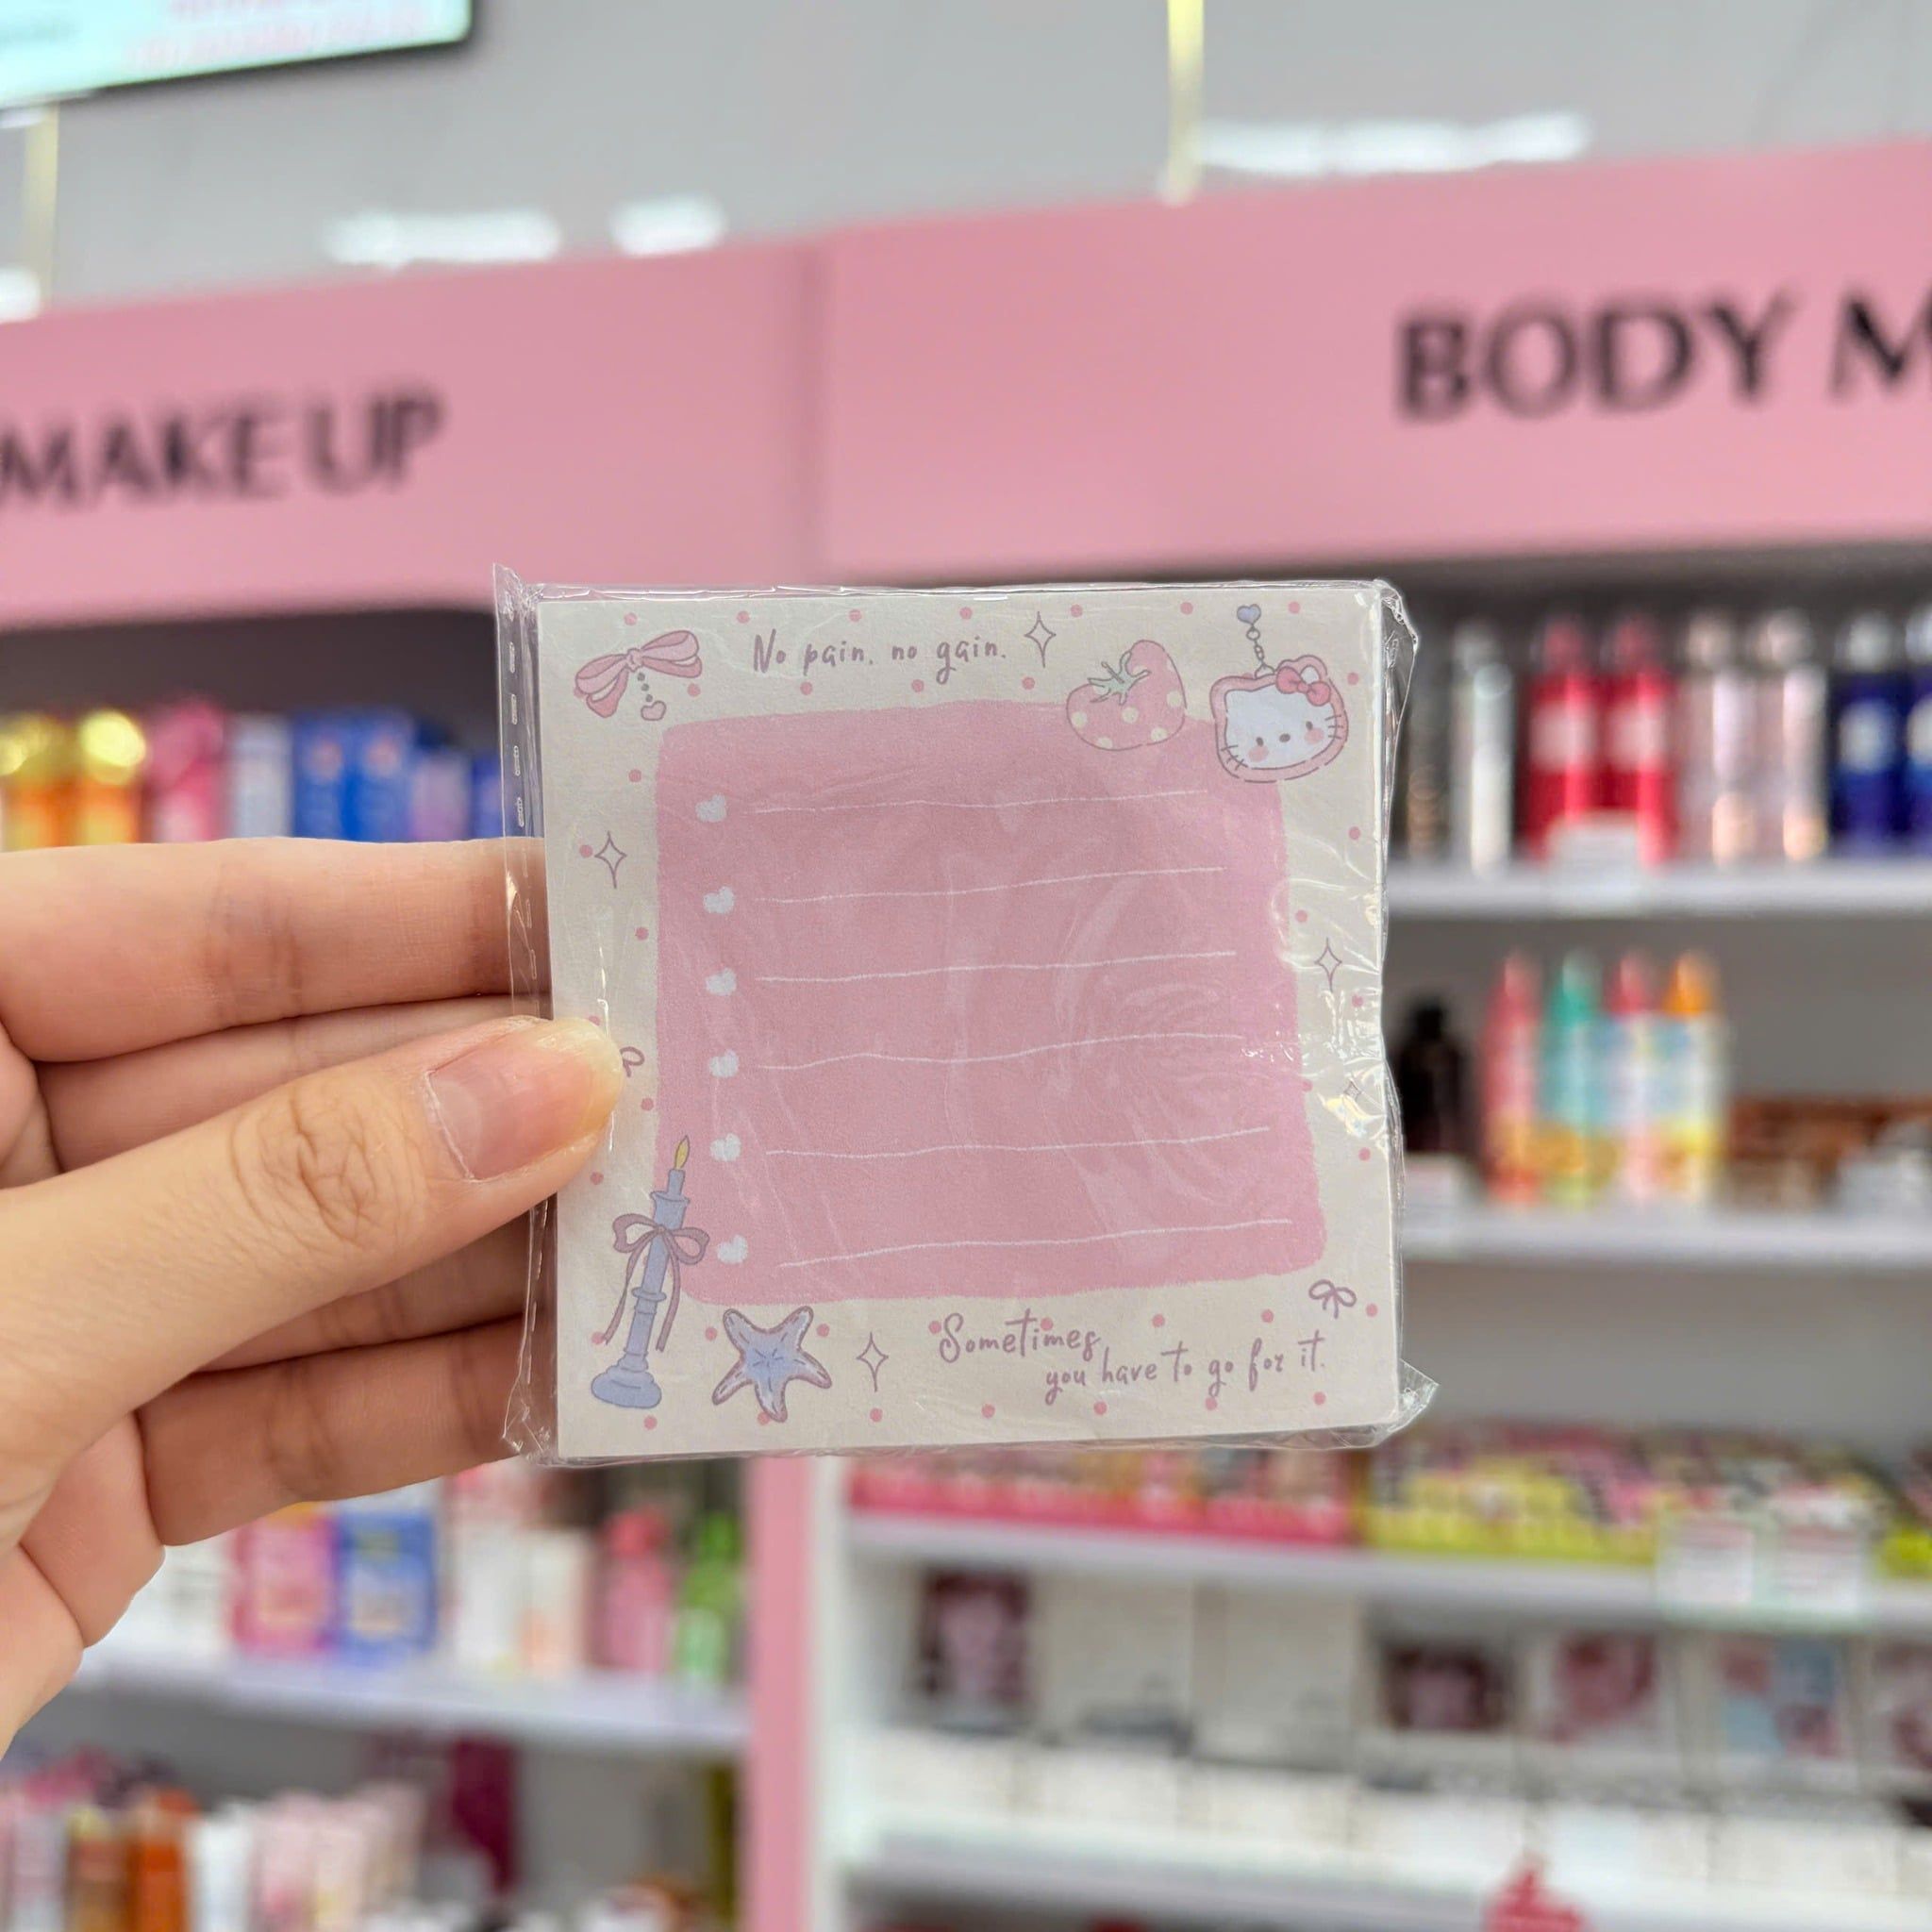 MAKE UP
BODY M
No pain, no gain.
Sometimes
you have to go for it.